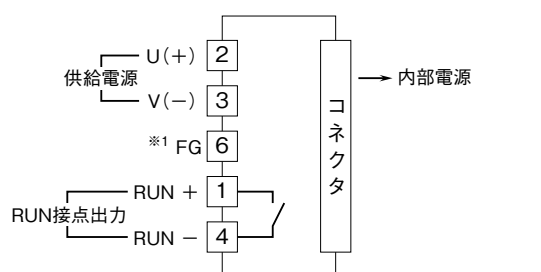 U(+) 2
供給電源
V(−) 3
※1 FG 6
RUN + 1
RUN接点出力
RUN − 4
コネクタ
内部電源